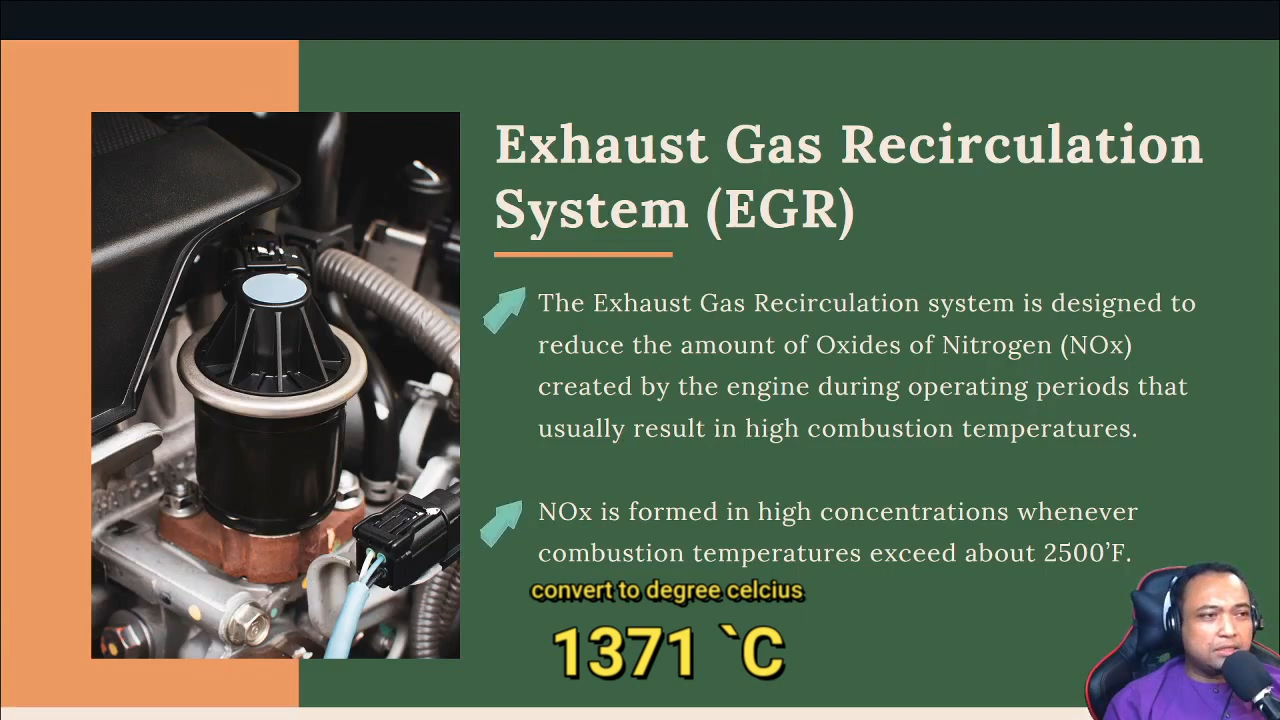 Exhaust Gas Recirculation
System (EGR)
The Exhaust Gas Recirculation system is designed to
reduce the amount of Oxides of Nitrogen (NOx)
created by the engine during operating periods that
usually result in high combustion temperatures.
NOx is formed in high concentrations whenever
combustion temperatures exceed about 2500'F.
convert to degree celcius
1371 `C